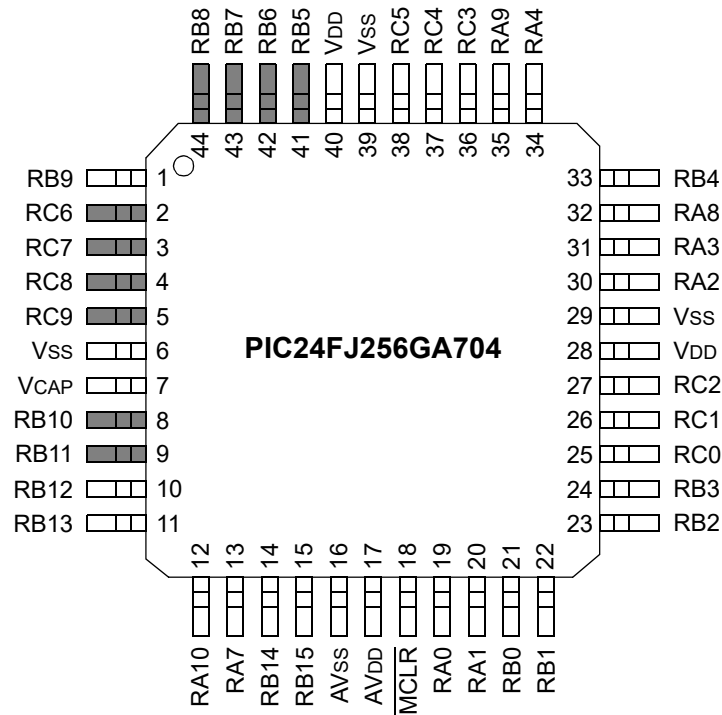 RB8 RB7 RB6 RB5 VDD VSS RC5 RC4 RC3 RA9 RA4
44 43 42 41 40 39 38 37 36 35 34
RB9 1 33 RB4
RC6 2 32 RA8
RC7 3 31 RA3
RC8 4 30 RA2
RC9 5 29 VSS
VSS 6 PIC24FJ256GA704 28 VDD
VCAP 7 27 RC2
RB10 8 26 RC1
RB11 9 25 RC0
RB12 10 24 RB3
RB13 11 23 RB2
12 13 14 15 16 17 18 19 20 21 22
RA10 RA7 RB14 RB15 AVSS AVDD MCLR RA0 RA1 RB0 RB1